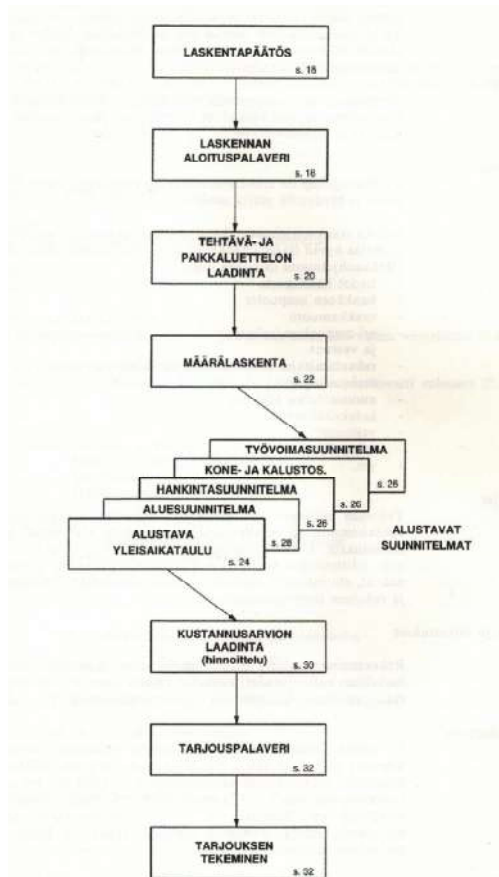 LASKENTAPÄÄTÖS
s. 18
LASKENNAN
ALOITUSPALAVERI
s. 18
TEHTÄVÄ- JA
PAIKKALUETTELON
LAADINTA
s. 20
MÄÄRÄLASKENTA
s. 22
TYÖVOIMASUUNNITELMA
s. 26
KONE- JA KALUSTOS.
s. 26
HANKINTASUUNNITELMA
s. 26
ALUESUUNNITELMA
s. 28
ALUSTAVA
YLEISAIKATAULU
s. 24
ALUSTAVAT
SUUNNITELMAT
KUSTANNUSARVION
LAADINTA
(hinnoittelu)
s. 30
TARJOUSPALAVERI
s. 32
TARJOUKSEN
TEKEMINEN
s. 32